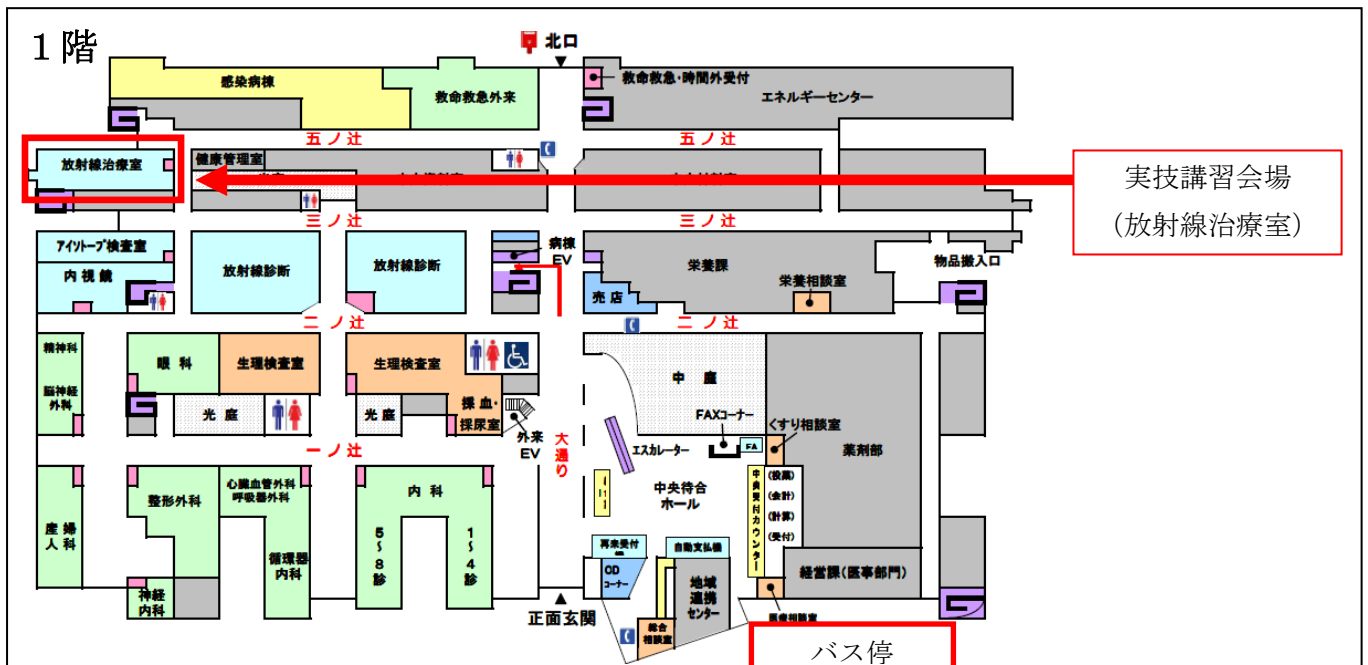 １階
北口
感染病棟
救命救急外来
救命救急・時間外受付
エネルギーセンター
五ノ辻
五ノ辻
放射線治療室
健康管理室
実技講習会場
(放射線治療室)
三ノ辻
三ノ辻
アイソトープ検査室
内視鏡
放射線診断
放射線診断
病棟
EV
栄養課
栄養相談室
物品搬入口
売店
二ノ辻
二ノ辻
精神科
脳神経
外科
眼科
生理検査室
生理検査室
光庭
光庭
採血・
採尿室
外来
EV
大通り
中庭
FAXコーナー
FA
くすり相談室
薬剤部
エスカレーター
一ノ辻
中央待合
ホール
中央受付カウンター
(投薬)
(会計)
(計算)
(受付)
産婦
人科
整形外科
心臓血管外科
呼吸器外科
循環器
内科
神経
内科
内科
5～8診
1～4診
再来受付
OD
コーナー
自動支払機
地域
連携
センター
総合
相談室
経営課(医事部門)
医療相談室
正面玄関
バス停